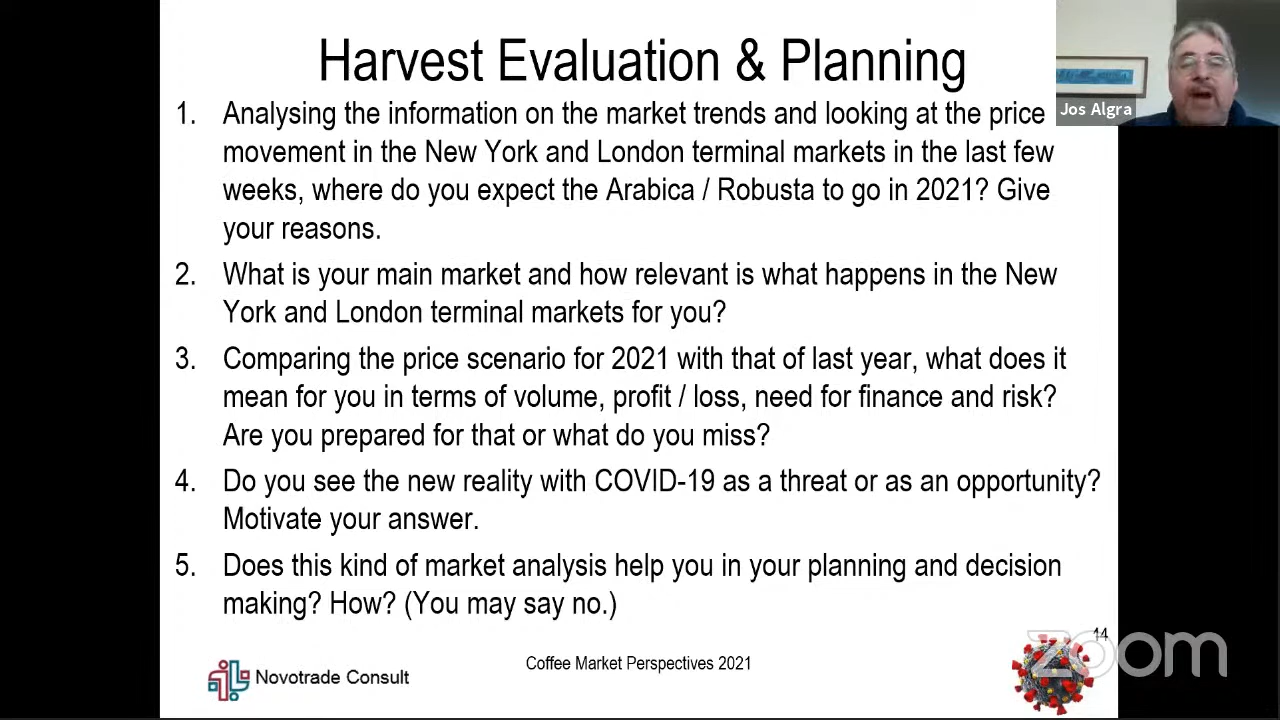 Harvest Evaluation & Planning
Jos Algra
1. Analysing the information on the market trends and looking at the price
movement in the New York and London terminal markets in the last few
weeks, where do you expect the Arabica / Robusta to go in 2021? Give
your reasons.
2. What is your main market and how relevant is what happens in the New
York and London terminal markets for you?
3. Comparing the price scenario for 2021 with that of last year, what does it
mean for you in terms of volume, profit / loss, need for finance and risk?
Are you prepared for that or what do you miss?
4. Do you see the new reality with COVID-19 as a threat or as an opportunity?
Motivate your answer.
5. Does this kind of market analysis help you in your planning and decision
making? How? (You may say no.)
44
Novotrade Consult
Coffee Market Perspectives 2021
zoom